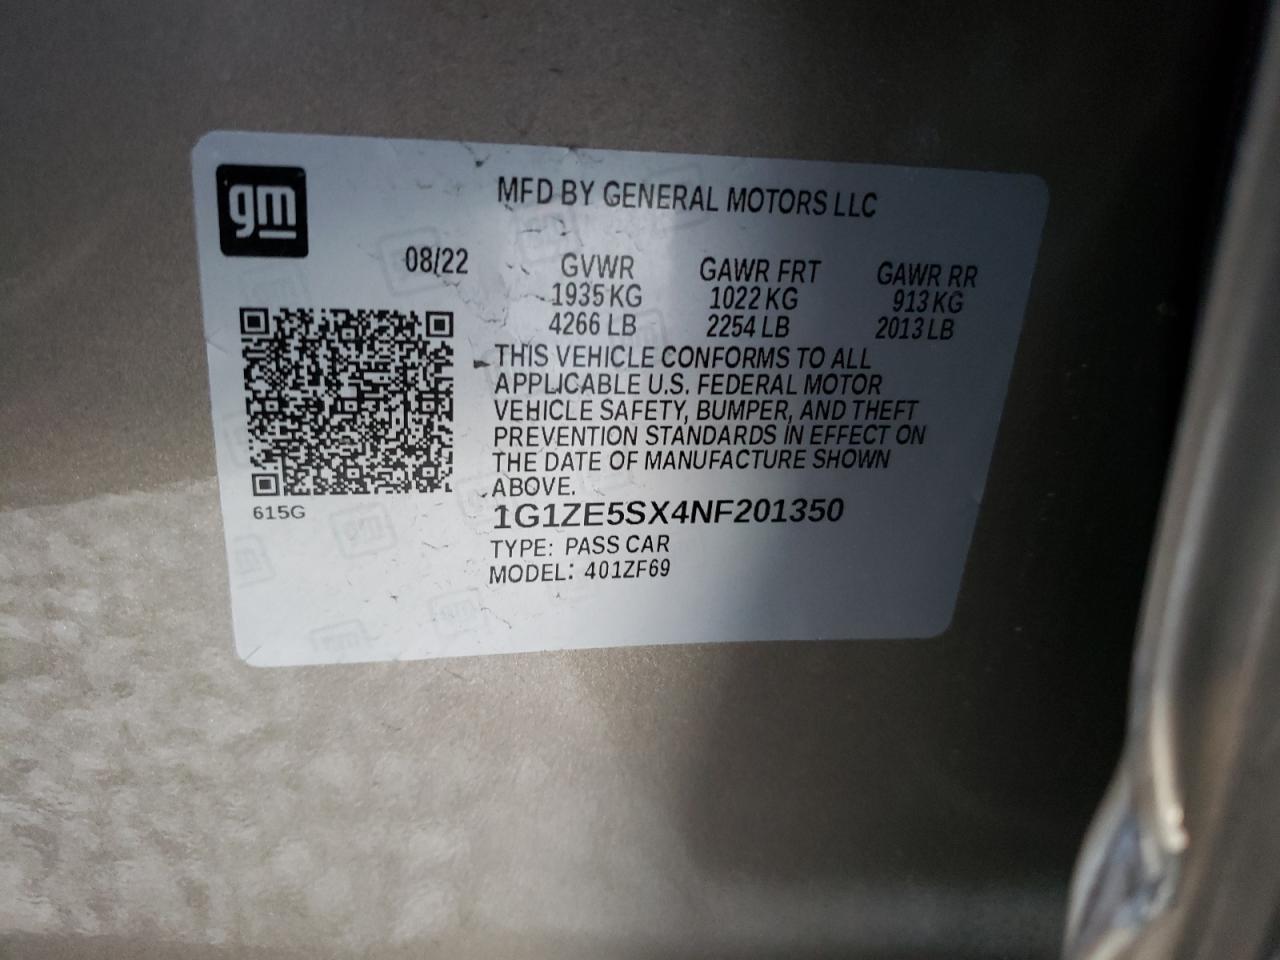 gm
MFD BY GENERAL MOTORS LLC
08/22
GVWR GAWR FRT GAWR RR
1935 KG 1022 KG 913 KG
4266 LB 2254 LB 2013 LB
THIS VEHICLE CONFORMS TO ALL
APPLICABLE U.S. FEDERAL MOTOR
VEHICLE SAFETY, BUMPER, AND THEFT
PREVENTION STANDARDS IN EFFECT ON
THE DATE OF MANUFACTURE SHOWN
ABOVE.
615G
1G1ZE5SX4NF201350
TYPE: PASS CAR
MODEL: 401ZF69